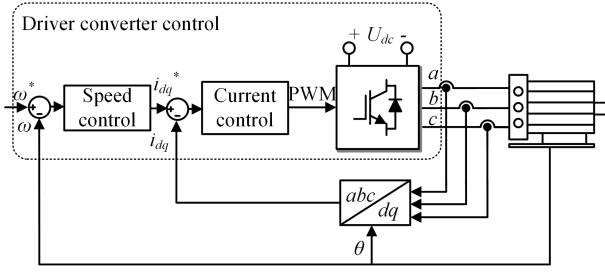 Driver converter control
+ U_dc -
ω*
ω
Speed control
i_dq*
i_dq
Current control
PWM
a
b
c
abc
dq
θ